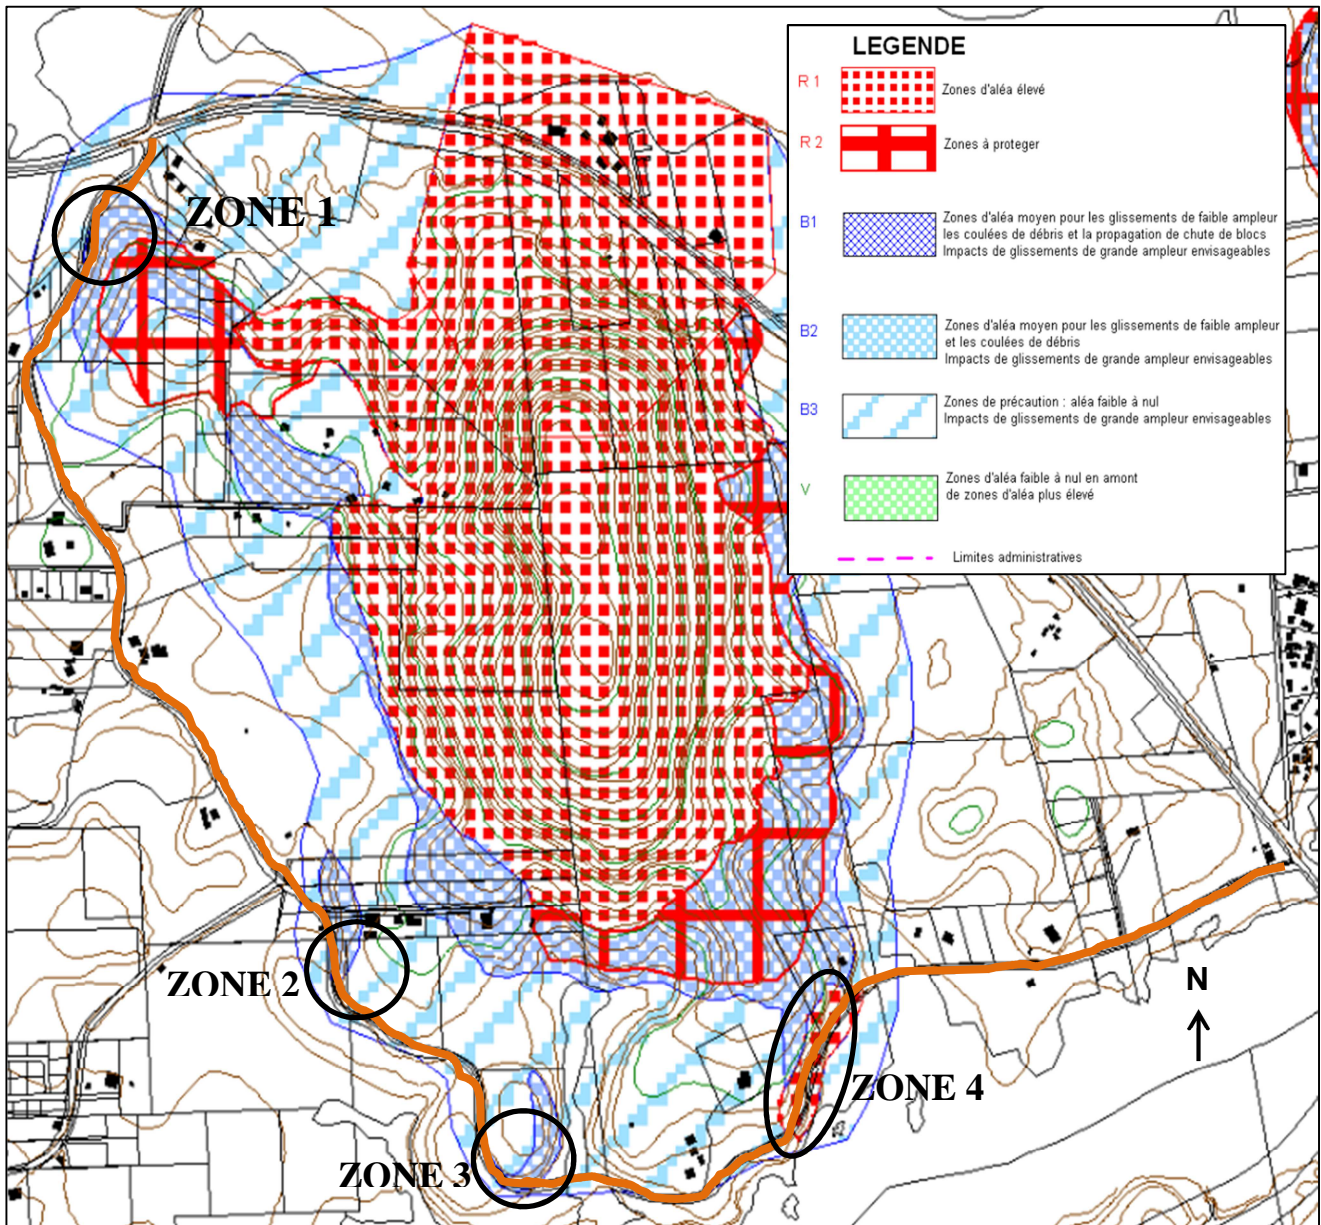 LEGENDE
R 1
Zones d'aléa élevé
R 2
Zones à proteger
B1
Zones d'aléa moyen pour les glissements de faible ampleur
les coulées de débris et la propagation de chute de blocs
Impacts de glissements de grande ampleur envisageables
B2
Zones d'aléa moyen pour les glissements de faible ampleur
et les coulées de débris
Impacts de glissements de grande ampleur envisageables
B3
Zones de précaution : aléa faible à nul
Impacts de glissements de grande ampleur envisageables
V
Zones d'aléa faible à nul en amont
de zones d'aléa plus élevé
Limites administratives
ZONE 1
ZONE 2
ZONE 3
ZONE 4
N